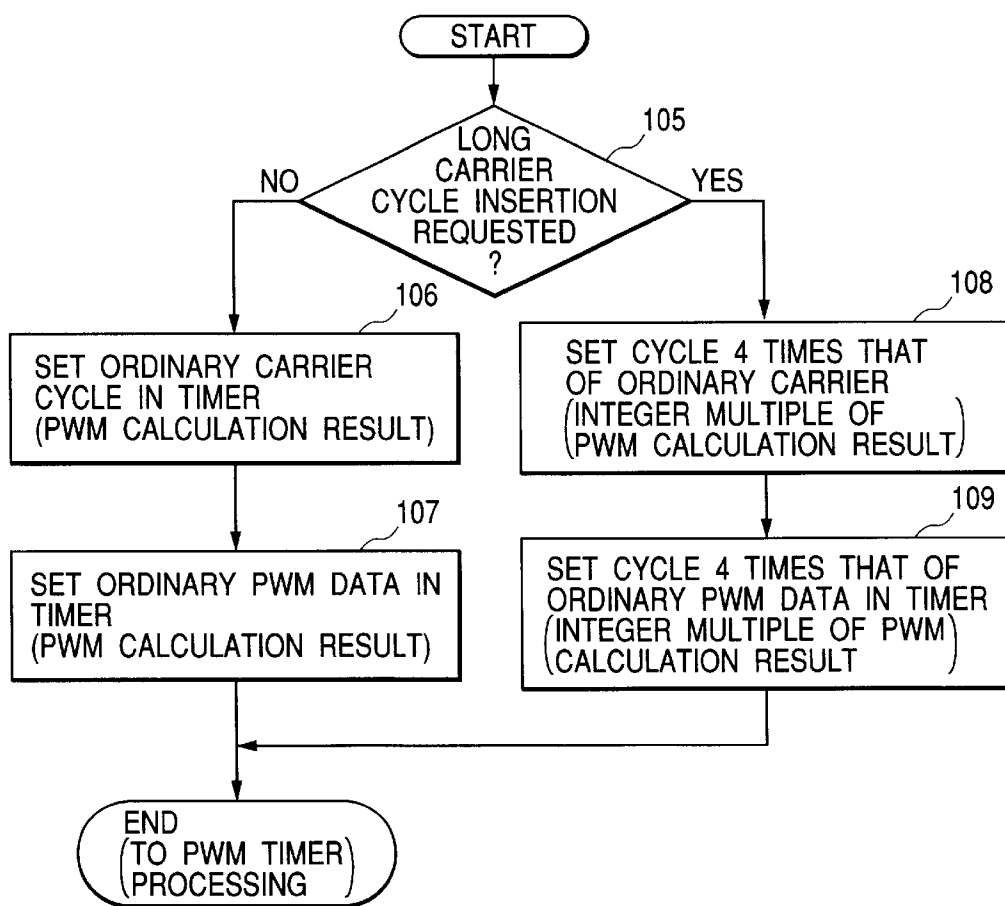 START
105
LONG
CARRIER
CYCLE INSERTION
REQUESTED
?
NO
YES
106
SET ORDINARY CARRIER
CYCLE IN TIMER
(PWM CALCULATION RESULT)
107
SET ORDINARY PWM DATA IN
TIMER
(PWM CALCULATION RESULT)
108
SET CYCLE 4 TIMES THAT
OF ORDINARY CARRIER
(INTEGER MULTIPLE OF
PWM CALCULATION RESULT)
109
SET CYCLE 4 TIMES THAT OF
ORDINARY PWM DATA IN TIMER
(INTEGER MULTIPLE OF PWM
CALCULATION RESULT)
END
(TO PWM TIMER
PROCESSING)